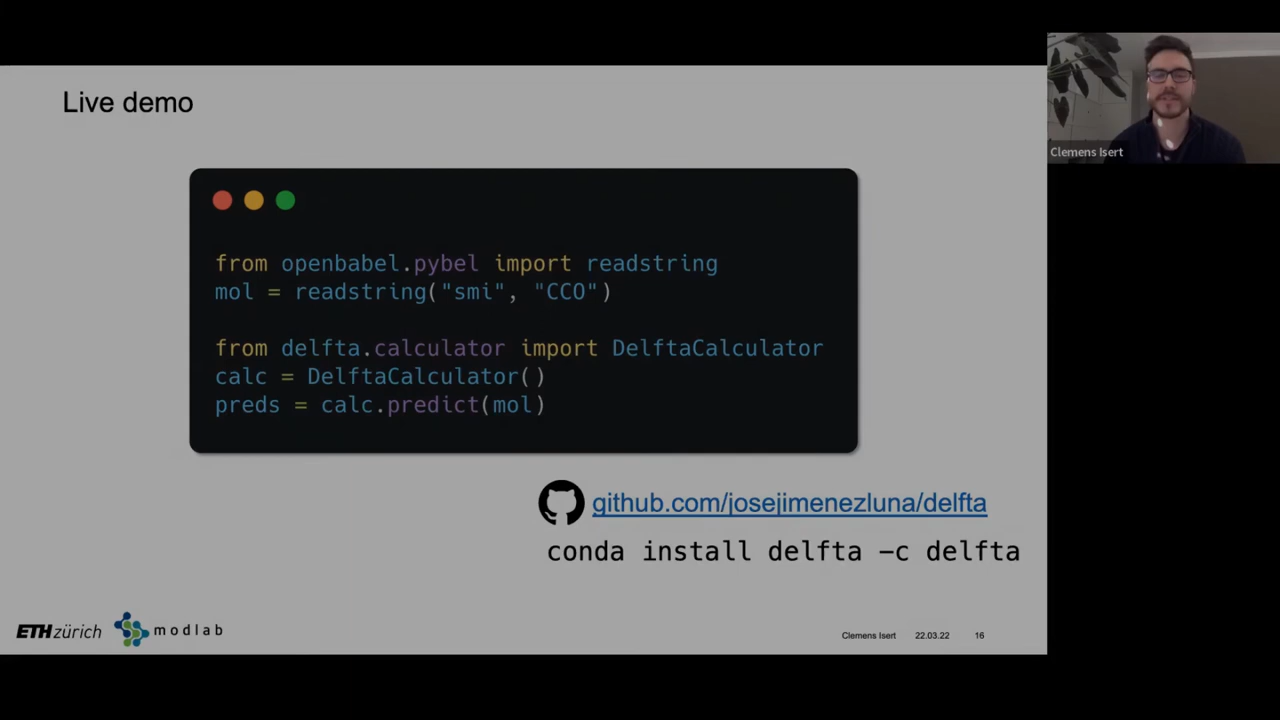 Live demo
from openbabel.pybel import readstring
mol = readstring("smi", "CCO")
from delfta.calculator import DelftaCalculator
calc = DelftaCalculator()
preds = calc.predict(mol)
github.com/josejimenezluna/delfta
conda install delfta -c delfta
ETHzürich modlab
Clemens Isert 22.03.22 16
Clemens Isert